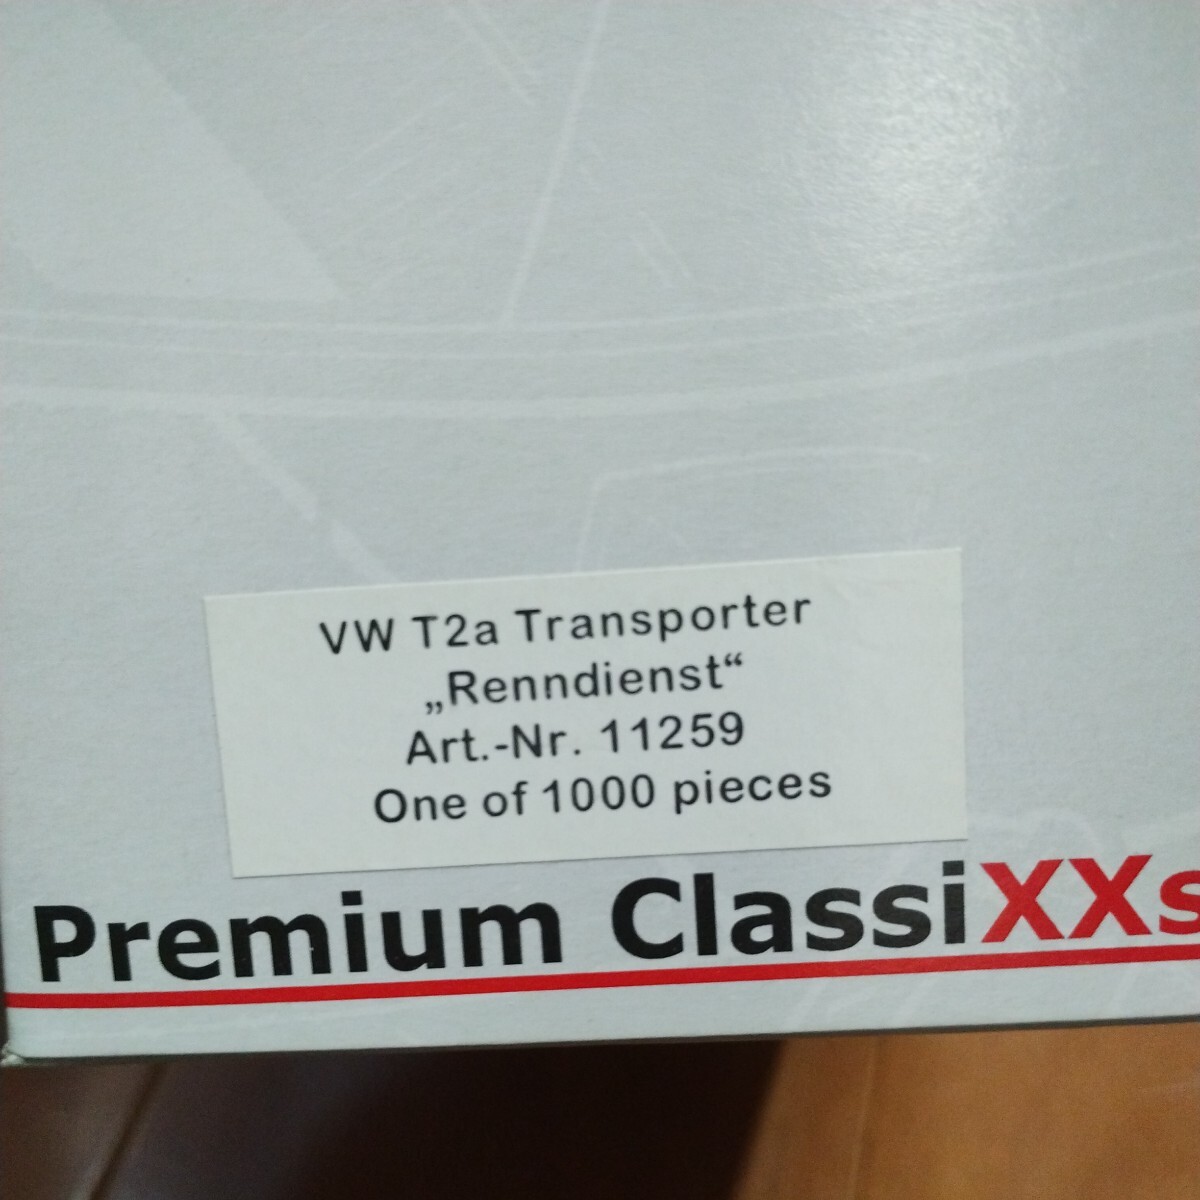 VW T2a Transporter
„Renndienst“
Art.-Nr. 11259
One of 1000 pieces
Premium ClassiXXs